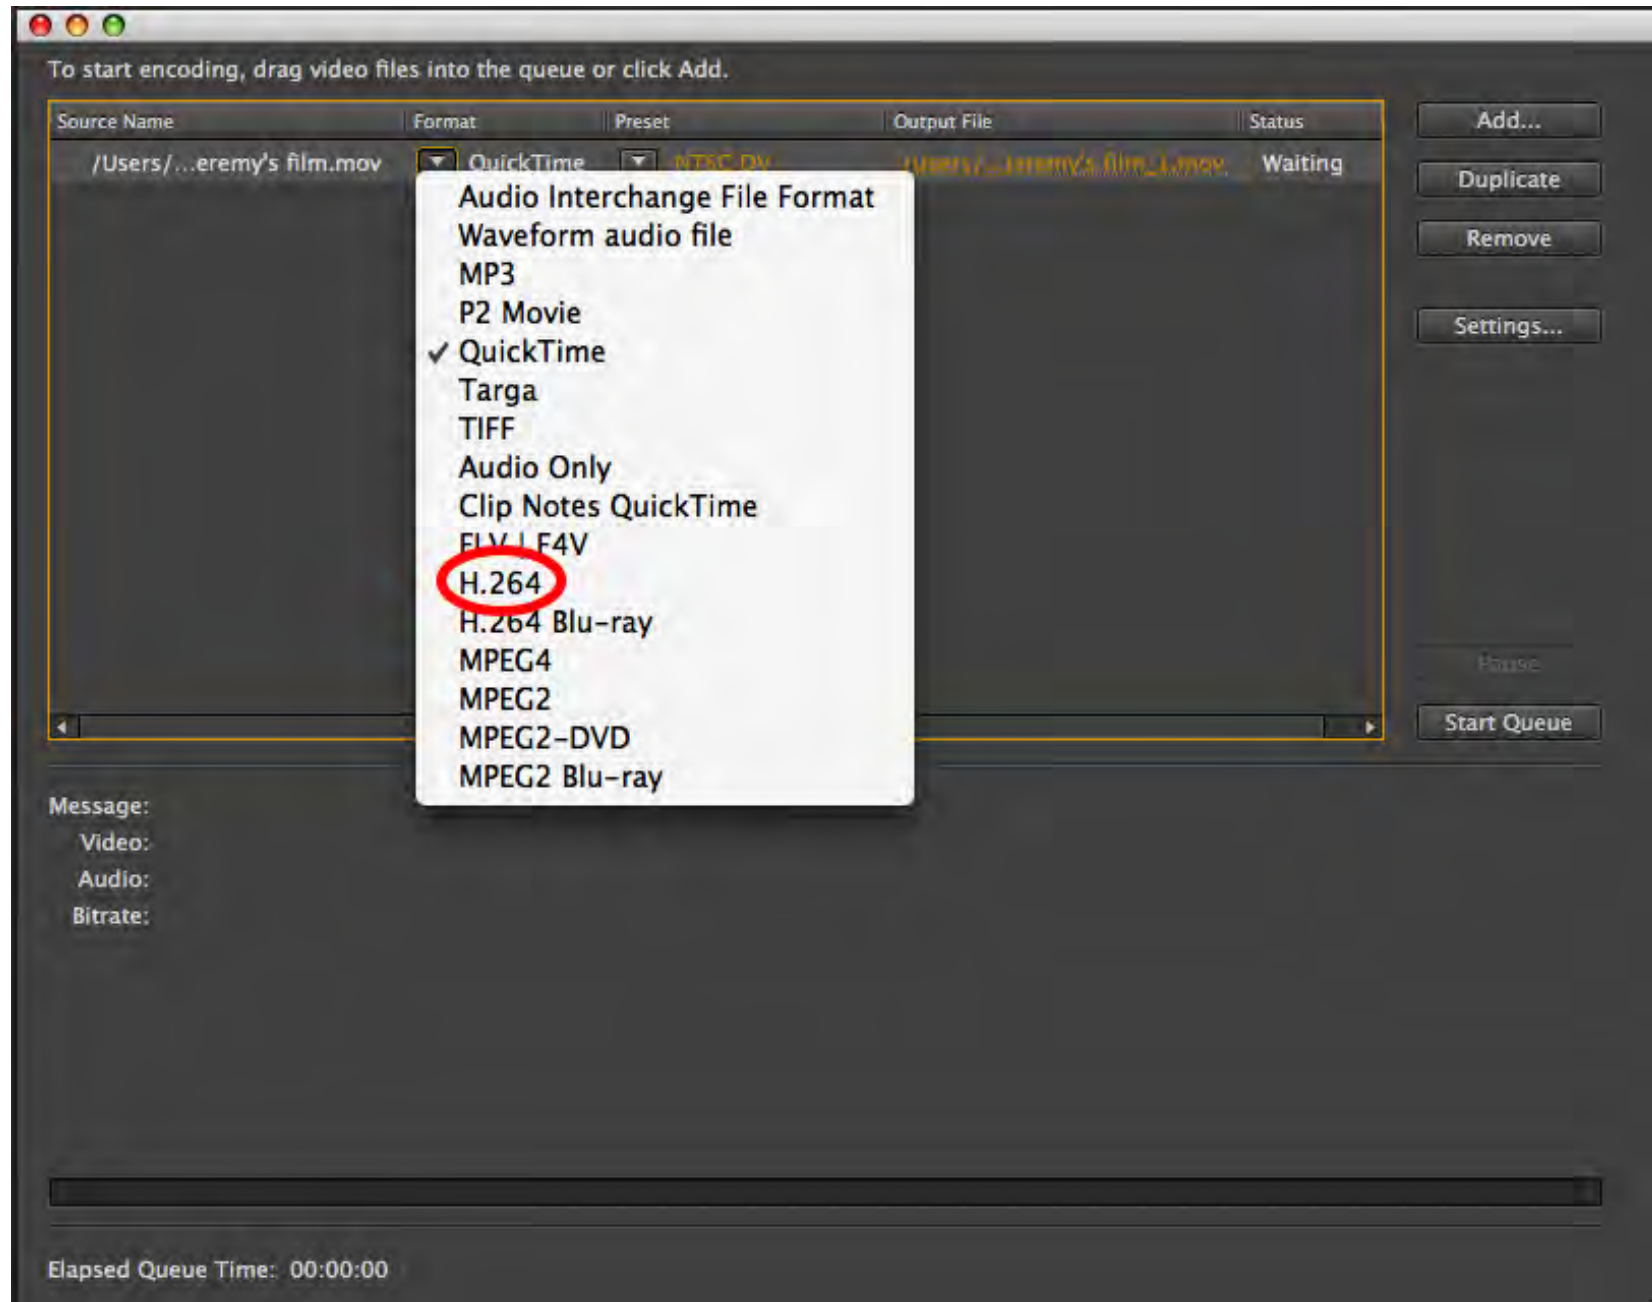 To start encoding, drag video files into the queue or click Add.
Source Name Format Preset Output File Status
/Users/...eremy's film.mov QuickTime NTSC DV Waiting
Add...
Duplicate
Remove
Settings...
Audio Interchange File Format
Waveform audio file
MP3
P2 Movie
✓ QuickTime
Targa
TIFF
Audio Only
Clip Notes QuickTime
FLV | F4V
H.264
H.264 Blu-ray
MPEG4
MPEG2
MPEG2-DVD
MPEG2 Blu-ray
Pause
Start Queue
Message:
Video:
Audio:
Bitrate:
Elapsed Queue Time: 00:00:00